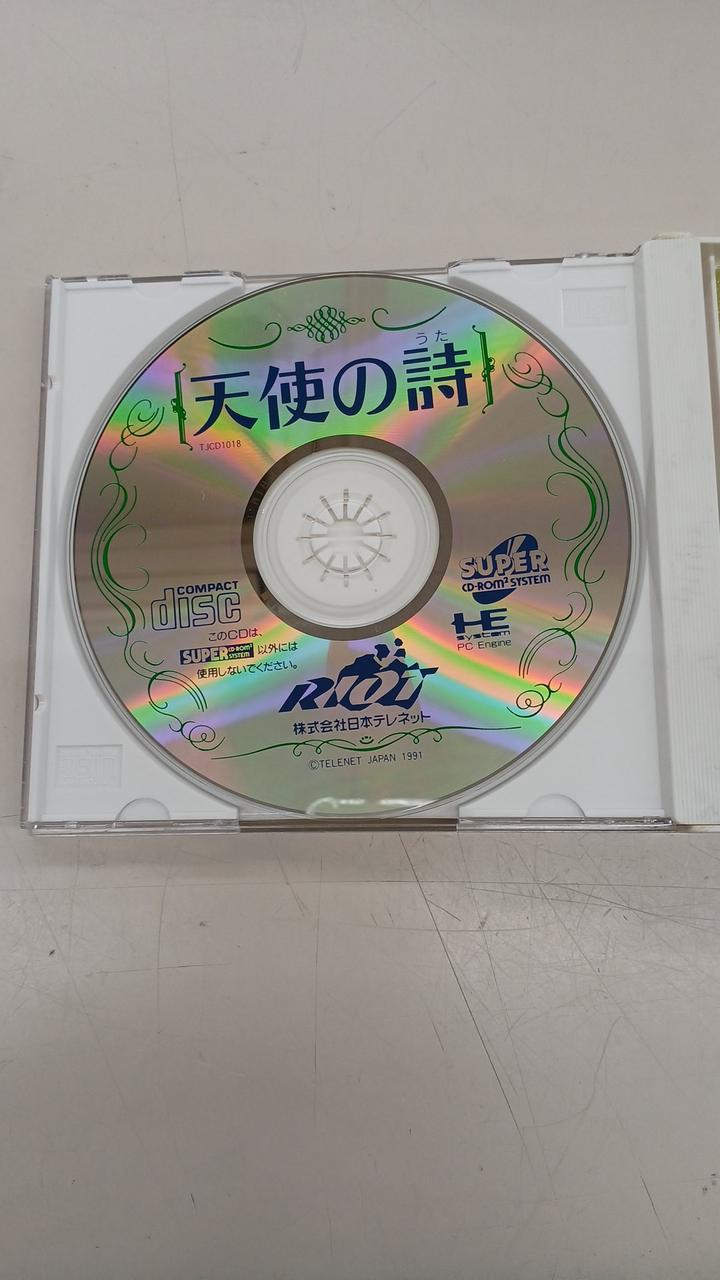 うた
天使の詩
TJCD1018
SUPER
CD-ROM² SYSTEM
HE
System
PC Engine
COMPACT
disc
このCDは、
SUPER CD-ROM² SYSTEM 以外には
使用しないでください。
RIOT
株式会社日本テレネット
©TELENET JAPAN 1991